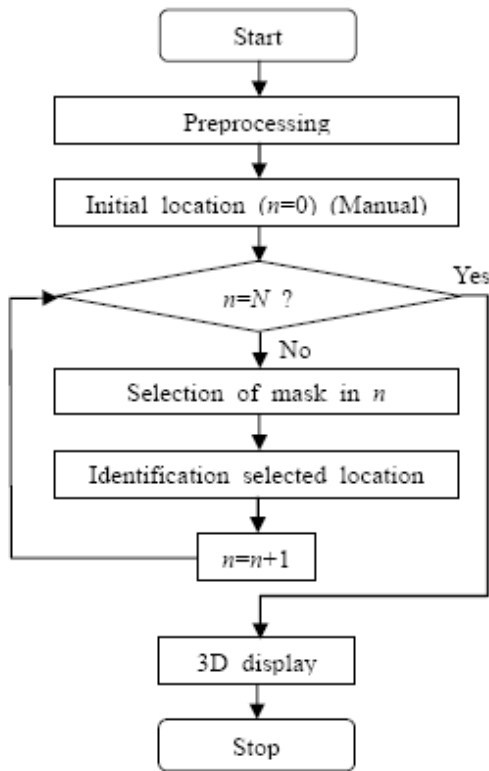 Start
Preprocessing
Initial location (n=0) (Manual)
n=N ?
Yes
No
Selection of mask in n
Identification selected location
n=n+1
3D display
Stop